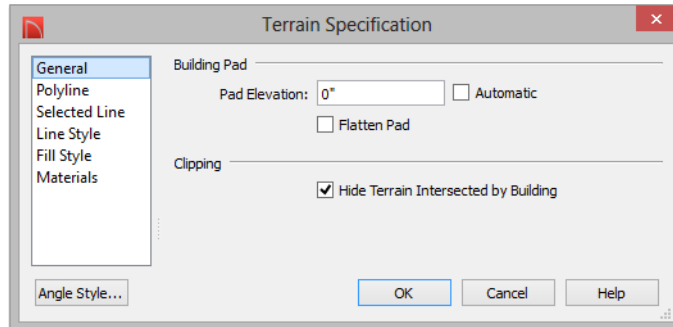 Terrain Specification
General
Polyline
Selected Line
Line Style
Fill Style
Materials
Building Pad
Pad Elevation: 0" Automatic
Flatten Pad
Clipping
Hide Terrain Intersected by Building
Angle Style...
OK
Cancel
Help